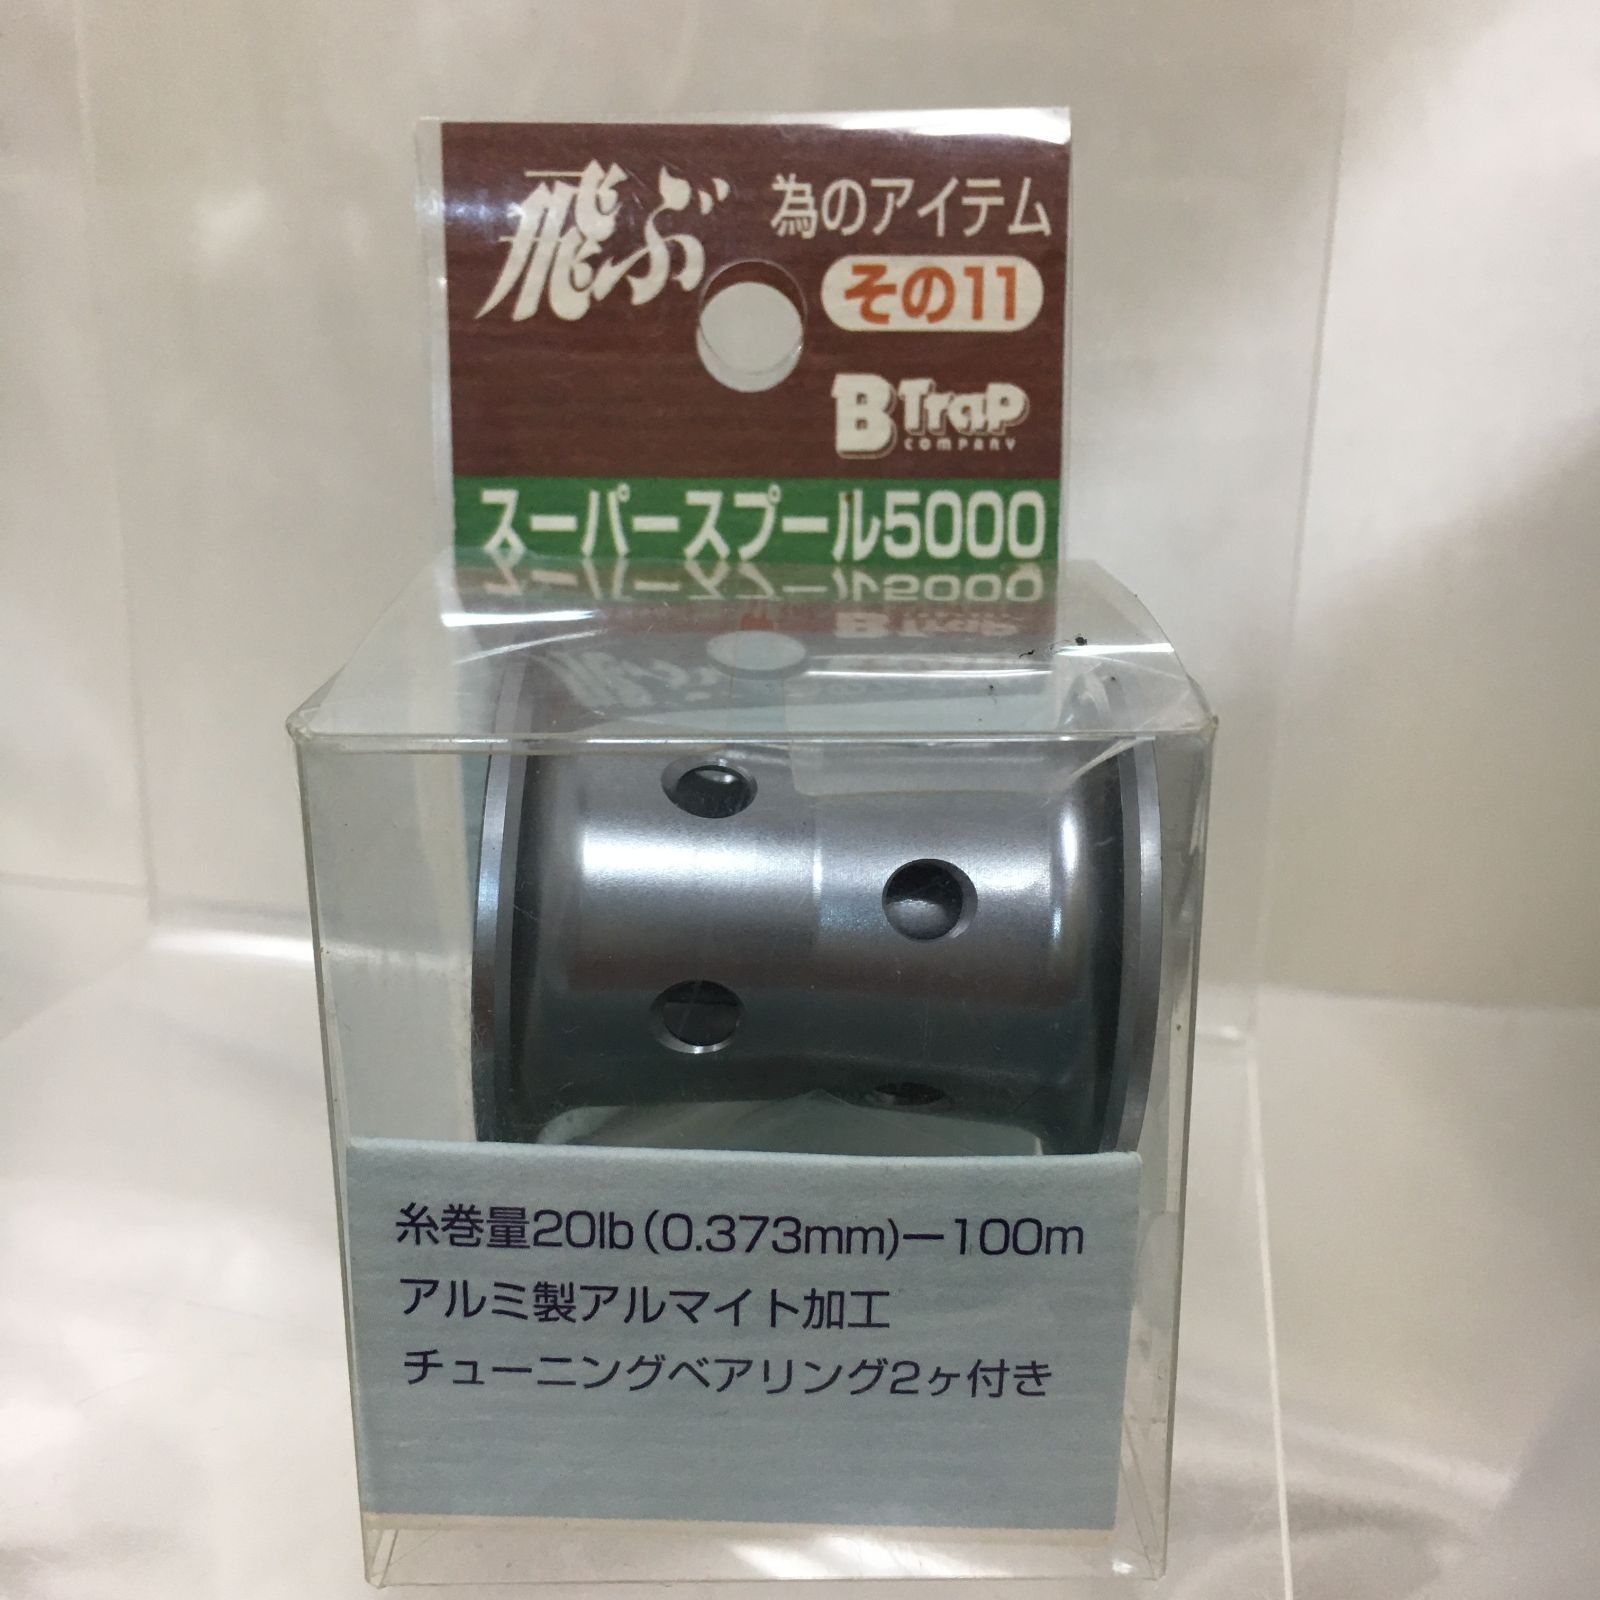 飛ぶ 為のアイテム
その11
B Trap
COMPANY
スーパースプール5000
糸巻量20lb(0.373mm)ー100m
アルミ製アルマイト加工
チューニングベアリング2ヶ付き